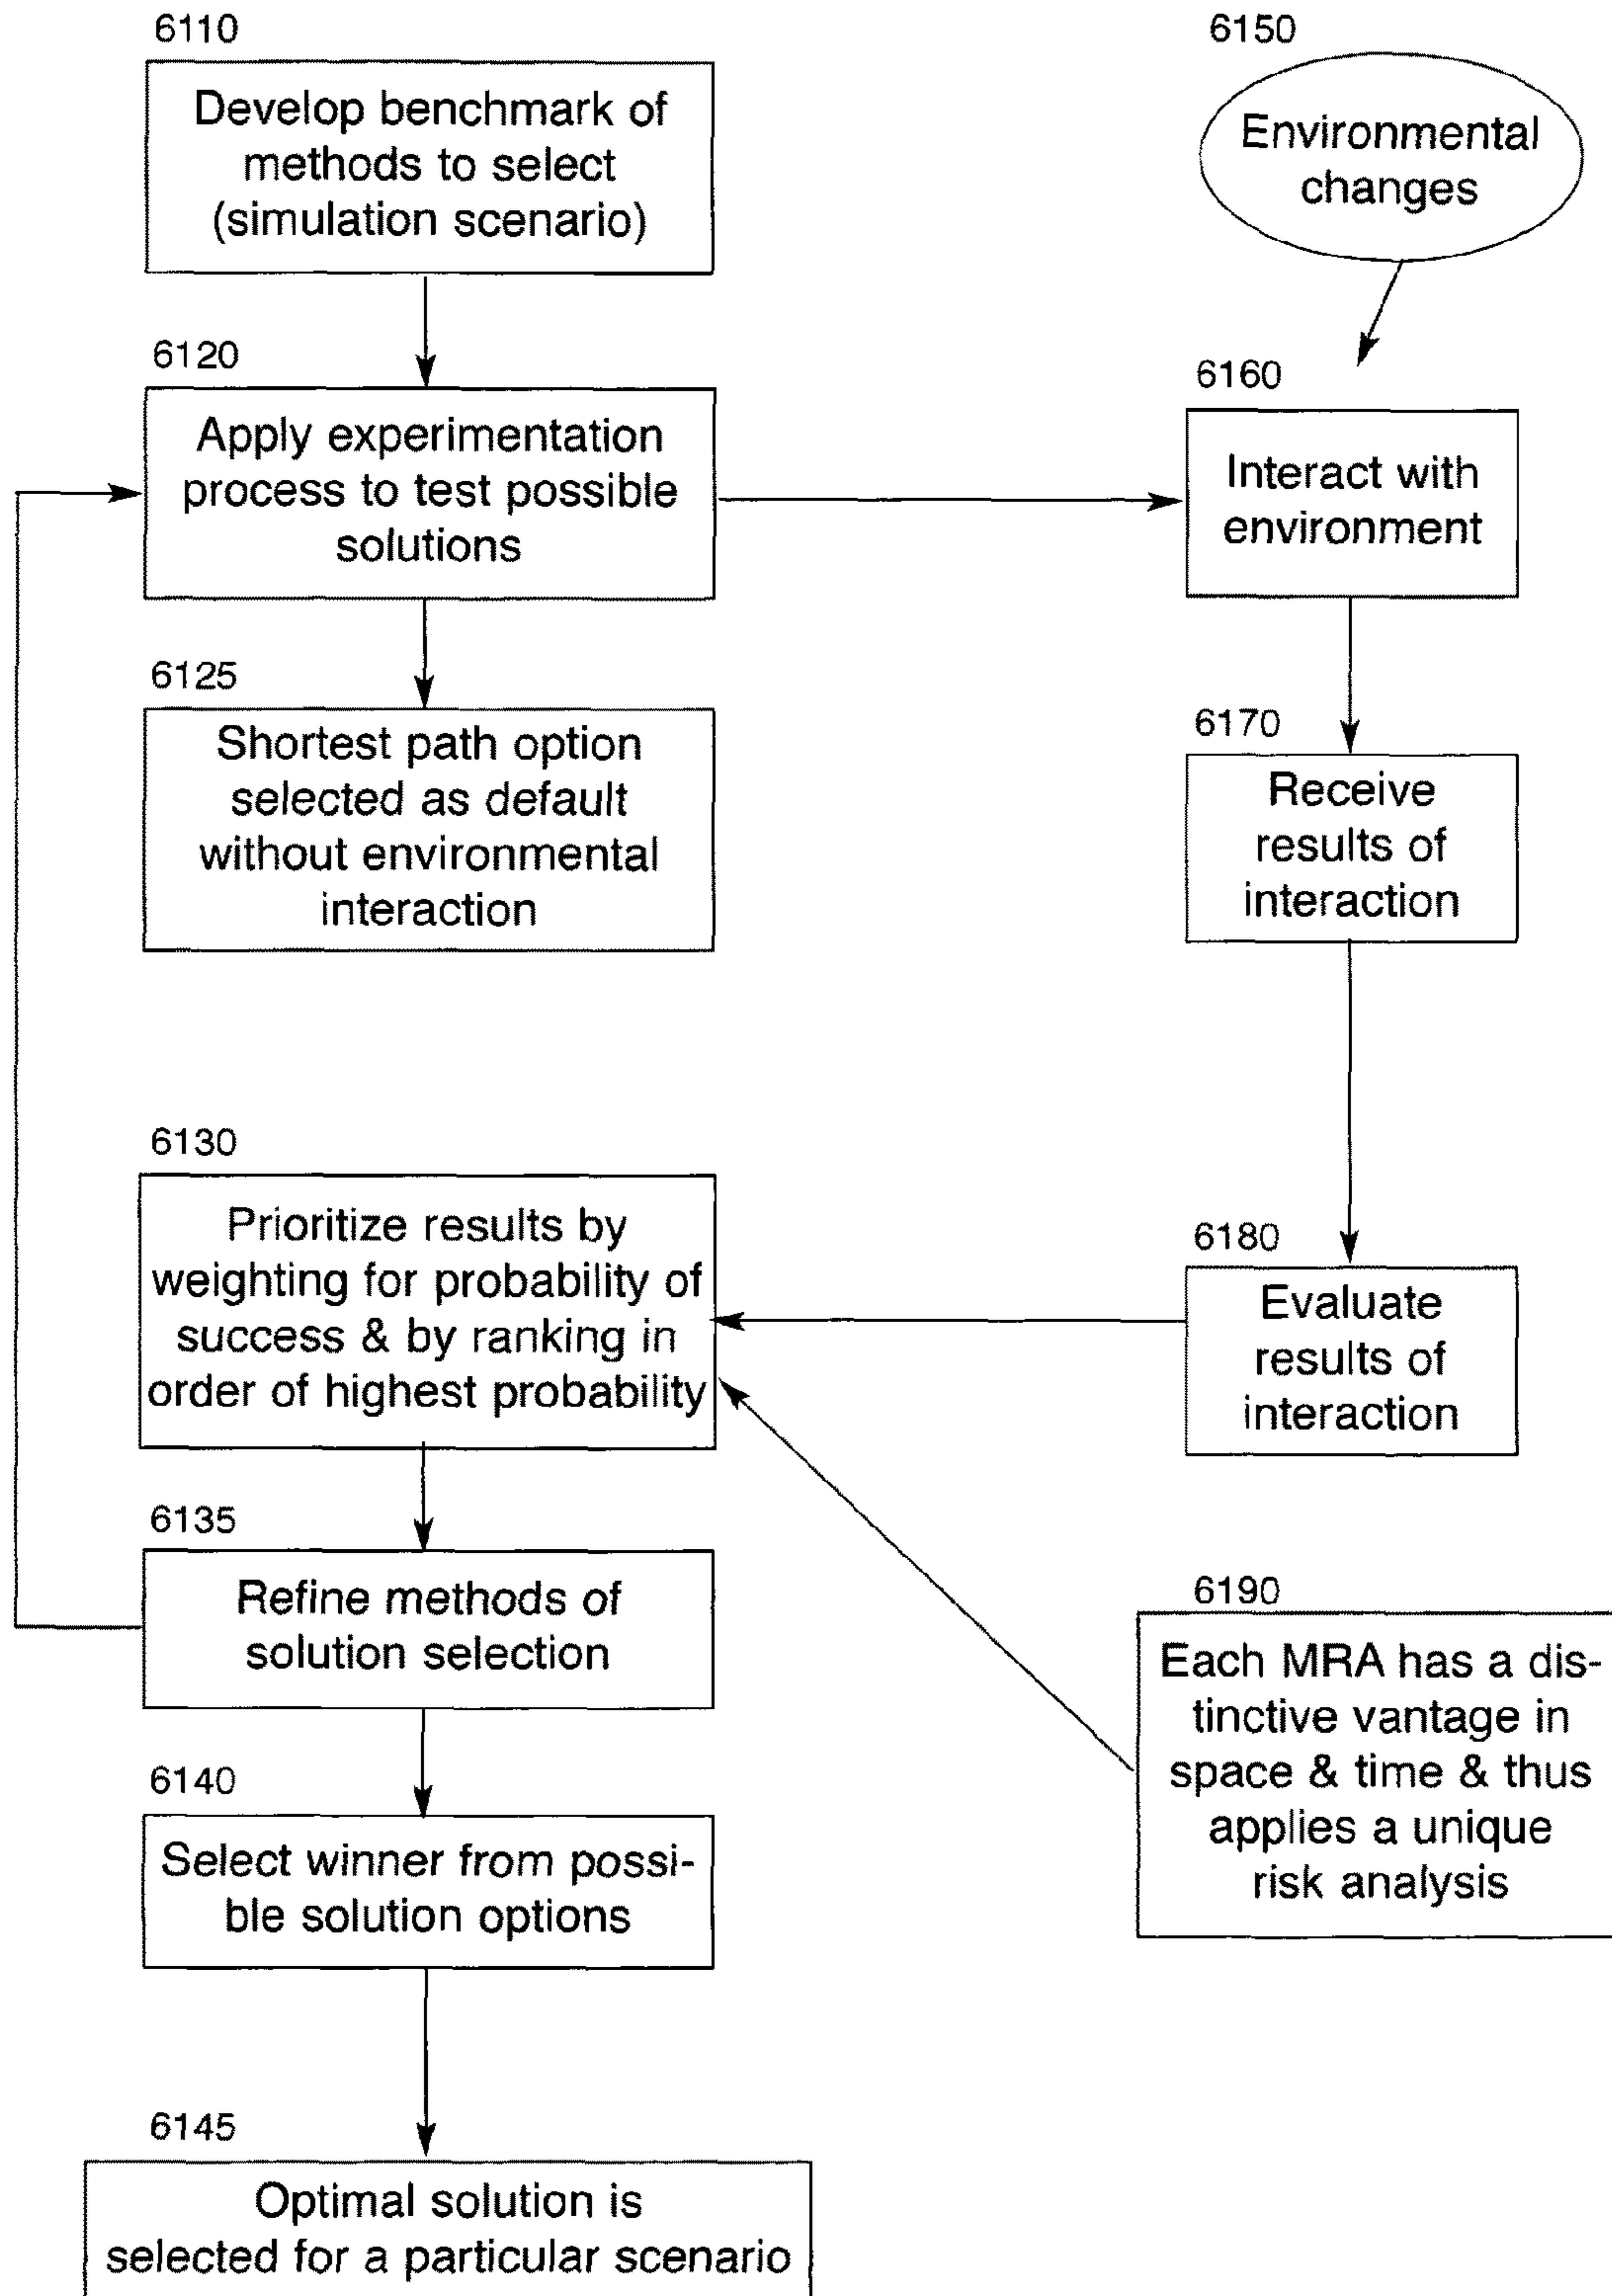 6110
Develop benchmark of
methods to select
(simulation scenario)
6120
Apply experimentation
process to test possible
solutions
6125
Shortest path option
selected as default
without environmental
interaction
6130
Prioritize results by
weighting for probability of
success & by ranking in
order of highest probability
6135
Refine methods of
solution selection
6140
Select winner from possi-
ble solution options
6145
Optimal solution is
selected for a particular scenario
6150
Environmental
changes
6160
Interact with
environment
6170
Receive
results of
interaction
6180
Evaluate
results of
interaction
6190
Each MRA has a dis-
tinctive vantage in
space & time & thus
applies a unique
risk analysis